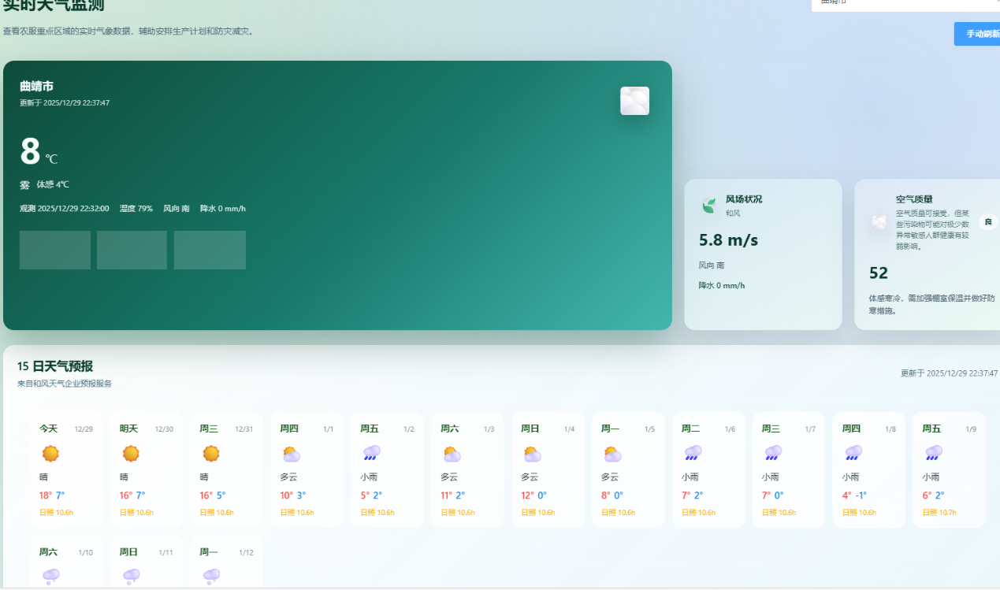 实时天气监测
曲靖市
查看农服重点区域的实时气象数据，辅助安排生产计划和防灾减灾。
手动刷新
曲靖市
更新于 2025/12/29 22:37:47
8 ℃
雾 体感 4℃
观测 2025/12/29 22:32:00 湿度 79% 风向 南 降水 0 mm/h
风场状况
和风
5.8 m/s
风向 南
降水 0 mm/h
空气质量
空气质量可接受，但某
些污染物可能对极少数
异常敏感人群健康有较
弱影响。
良
52
体感寒冷，需加强棚室保温并做好防
寒措施。
15 日天气预报
来自和风天气企业预报服务
更新于 2025/12/29 22:37:47
今天 12/29
晴
18° 7°
日照 10.6h
明天 12/30
晴
16° 7°
日照 10.6h
周三 12/31
晴
16° 5°
日照 10.6h
周四 1/1
多云
10° 3°
日照 10.6h
周五 1/2
小雨
5° 2°
日照 10.6h
周六 1/3
多云
11° 2°
日照 10.6h
周日 1/4
多云
12° 0°
日照 10.6h
周一 1/5
多云
8° 0°
日照 10.6h
周二 1/6
小雨
7° 2°
日照 10.6h
周三 1/7
小雨
7° 0°
日照 10.6h
周四 1/8
小雨
4° -1°
日照 10.6h
周五 1/9
小雨
6° 2°
日照 10.7h
周六 1/10
周日 1/11
周一 1/12